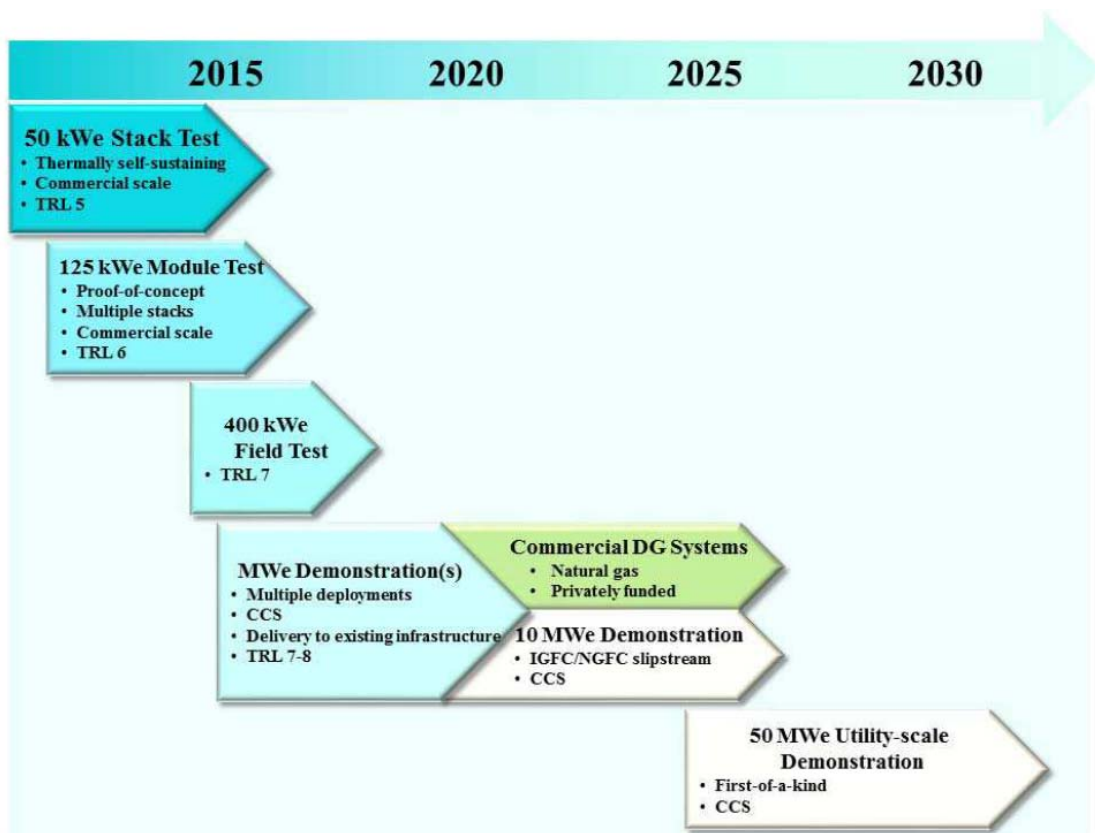 2015 2020 2025 2030
50 kWe Stack Test
• Thermally self-sustaining
• Commercial scale
• TRL 5
125 kWe Module Test
• Proof-of-concept
• Multiple stacks
• Commercial scale
• TRL 6
400 kWe
Field Test
• TRL 7
MWe Demonstration(s)
• Multiple deployments
• CCS
• Delivery to existing infrastructure
• TRL 7-8
Commercial DG Systems
• Natural gas
• Privately funded
10 MWe Demonstration
• IGFC/NGFC slipstream
• CCS
50 MWe Utility-scale
Demonstration
• First-of-a-kind
• CCS